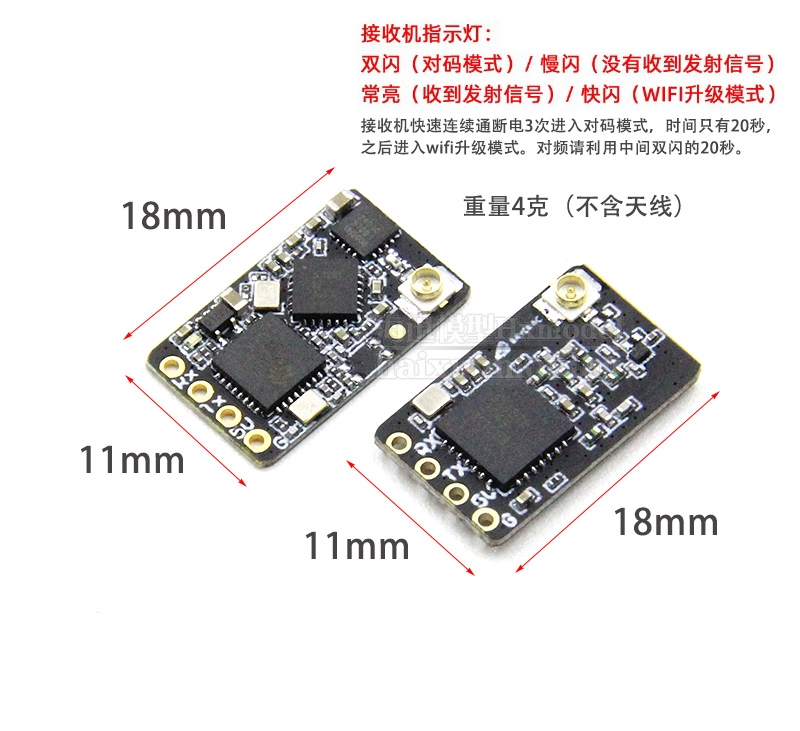 接收机指示灯：
双闪（对码模式）/ 慢闪（没有收到发射信号）
常亮（收到发射信号）/ 快闪（WIFI升级模式）
接收机快速连续通断电3次进入对码模式，时间只有20秒，
之后进入wifi升级模式。对频请利用中间双闪的20秒。
重量4克（不含天线）
18mm
11mm
RX
TX
5V
G
G
11mm
18mm